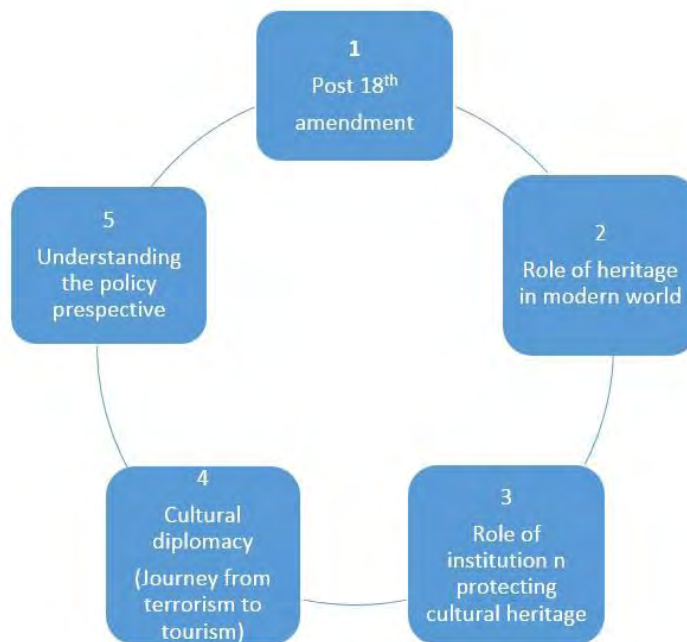 1
Post 18th
amendment
2
Role of heritage
in modern world
3
Role of
institution n
protecting
cultural heritage
4
Cultural
diplomacy
(Journey from
terrorism to
tourism)
5
Understanding
the policy
prespective